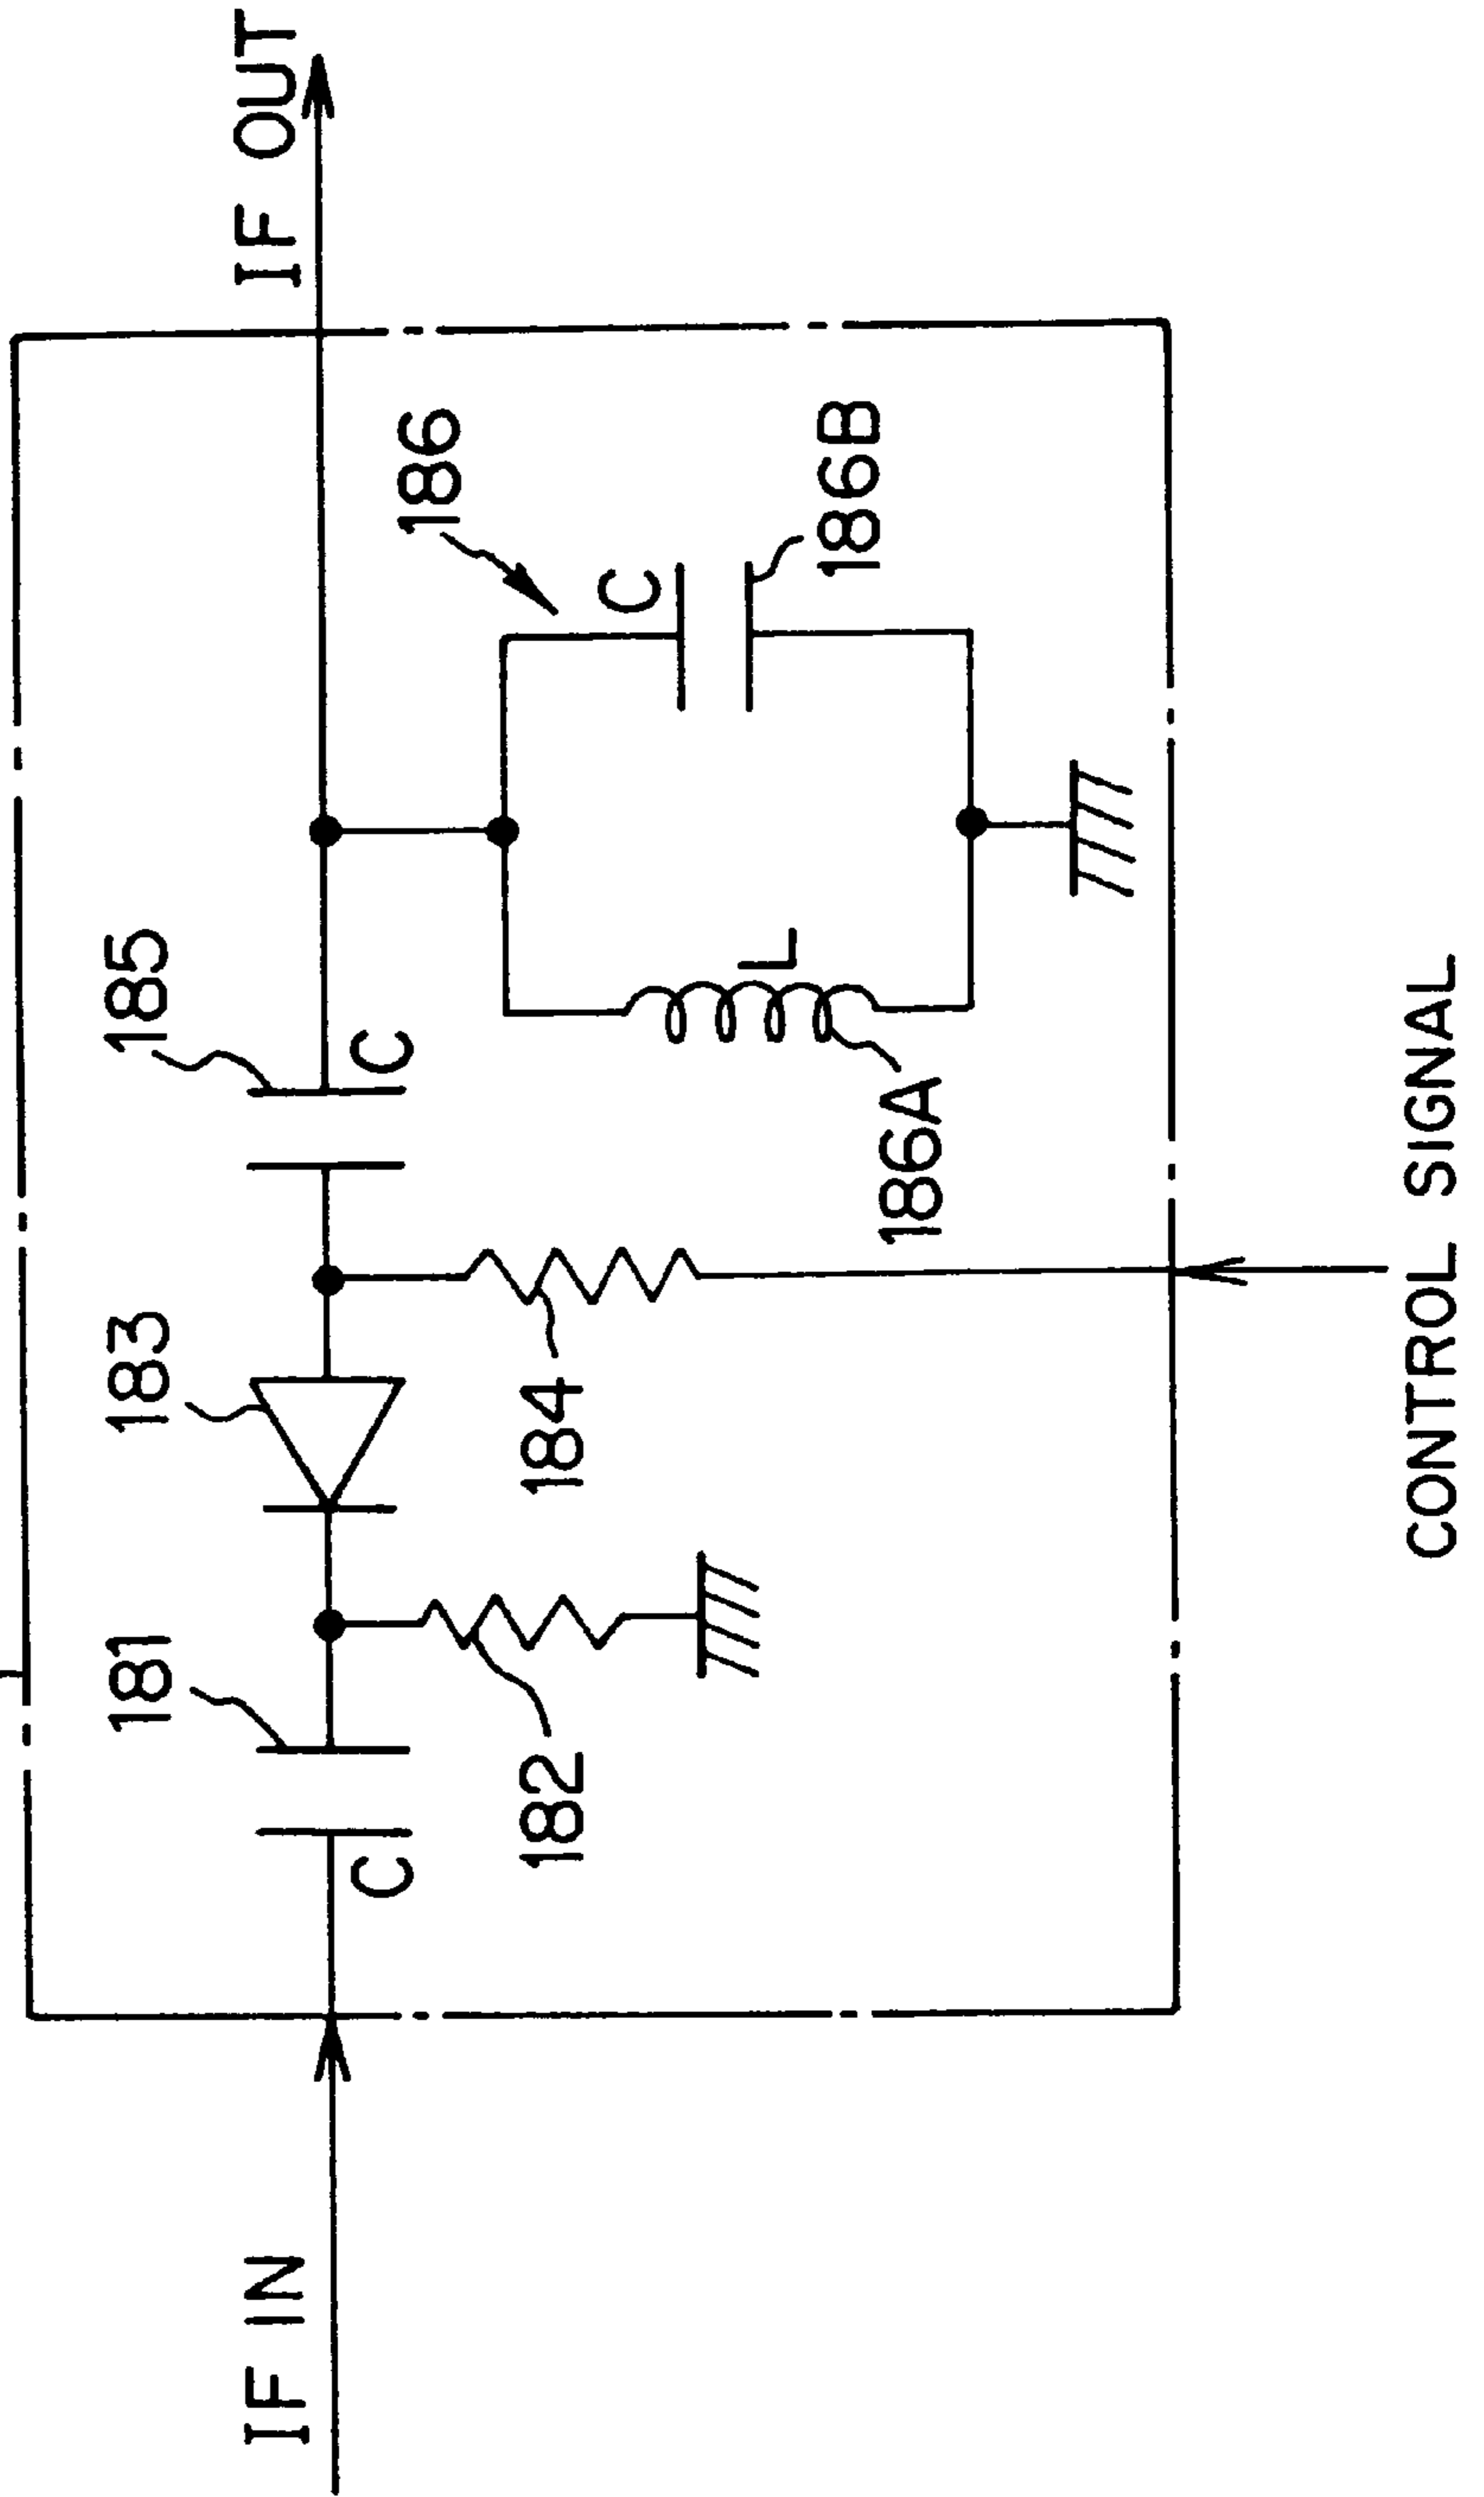 IF IN
C
181
182
183
184
185
C
186
C
186B
L
186A
IF OUT
CONTROL SIGNAL